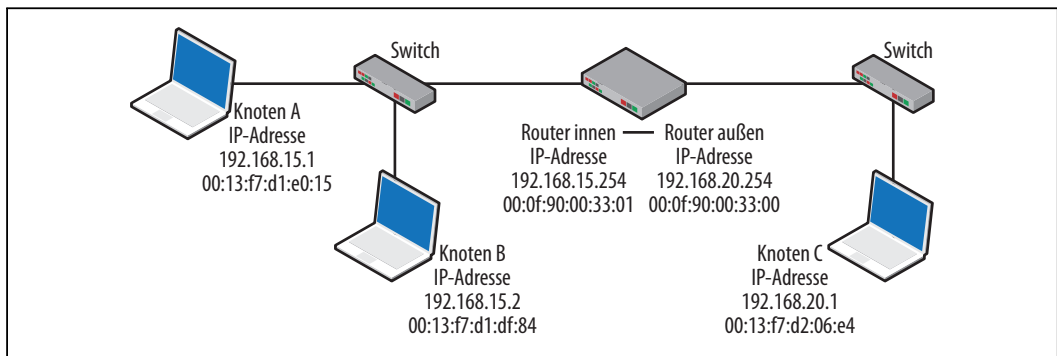 Switch
Switch
Knoten A
IP-Adresse
192.168.15.1
00:13:f7:d1:e0:15
Router innen
IP-Adresse
192.168.15.254
00:0f:90:00:33:01
Router außen
IP-Adresse
192.168.20.254
00:0f:90:00:33:00
Knoten B
IP-Adresse
192.168.15.2
00:13:f7:d1:df:84
Knoten C
IP-Adresse
192.168.20.1
00:13:f7:d2:06:e4